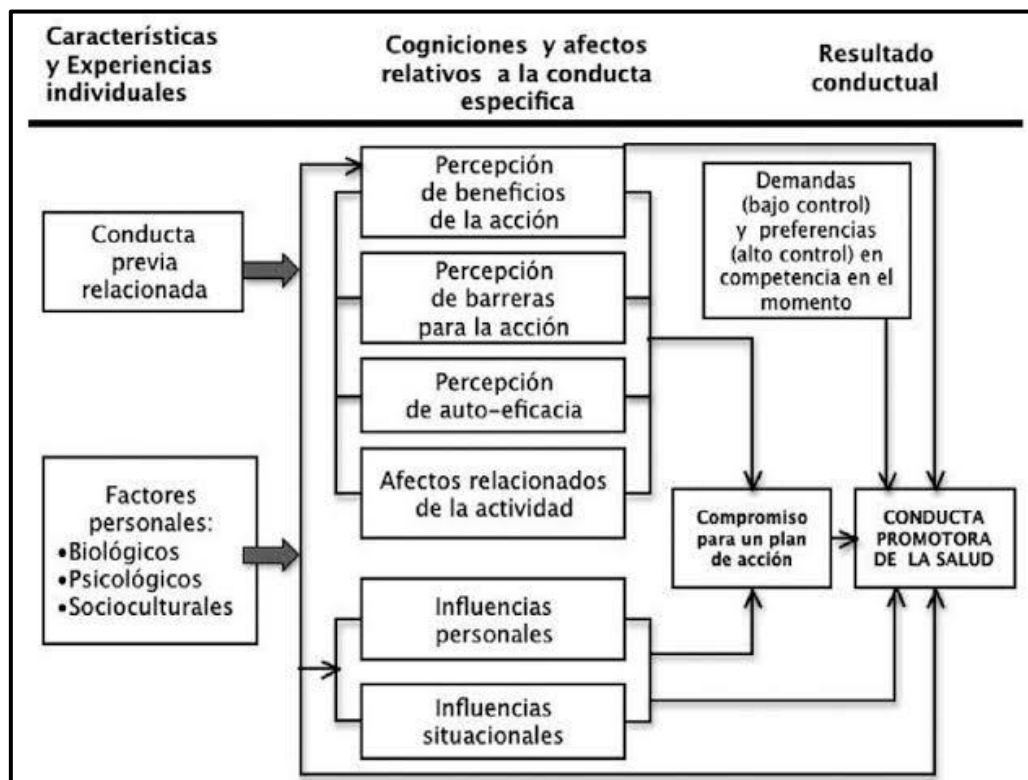 Características
y Experiencias
individuales
Cogniciones y afectos
relativos a la conducta
especifica
Resultado
conductual
Conducta
previa
relacionada
Factores
personales:
•Biológicos
•Psicológicos
•Socioculturales
Percepción
de beneficios
de la acción
Percepción
de barreras
para la acción
Percepción
de auto-eficacia
Afectos relacionados
de la actividad
Influencias
personales
Influencias
situacionales
Demandas
(bajo control)
y preferencias
(alto control) en
competencia en el
momento
Compromiso
para un plan
de acción
CONDUCTA
PROMOTORA
DE LA SALUD